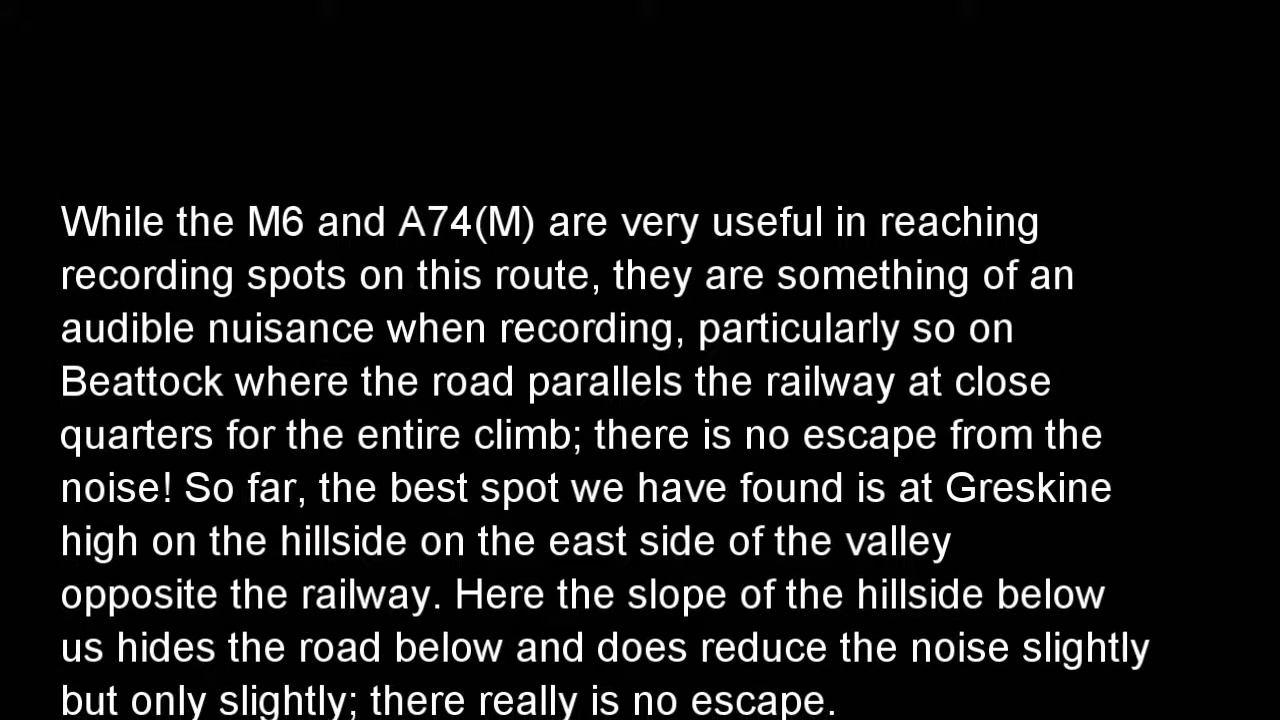 While the M6 and A74(M) are very useful in reaching
recording spots on this route, they are something of an
audible nuisance when recording, particularly so on
Beattock where the road parallels the railway at close
quarters for the entire climb; there is no escape from the
noise! So far, the best spot we have found is at Greskine
high on the hillside on the east side of the valley
opposite the railway. Here the slope of the hillside below
us hides the road below and does reduce the noise slightly
but only slightly; there really is no escape.